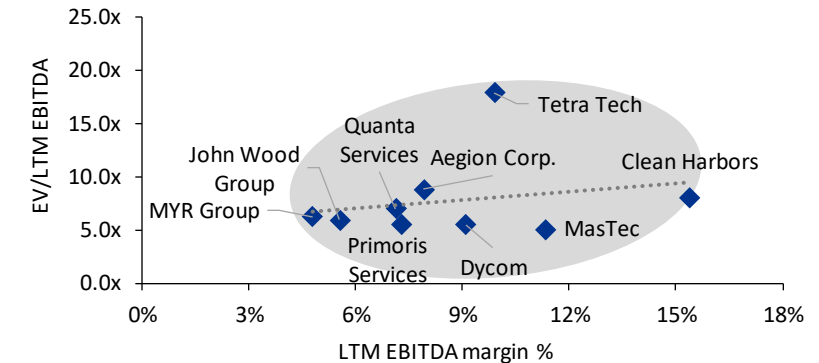 25.0x
20.0x
15.0x
10.0x
5.0x
0.0x
EV/LTM EBITDA
Tetra Tech
Quanta
Services
Aegion Corp.
John Wood
Group
Clean Harbors
MYR Group
MasTec
Primoris
Services
Dycom
0%
3%
6%
9%
12%
15%
18%
LTM EBITDA margin %